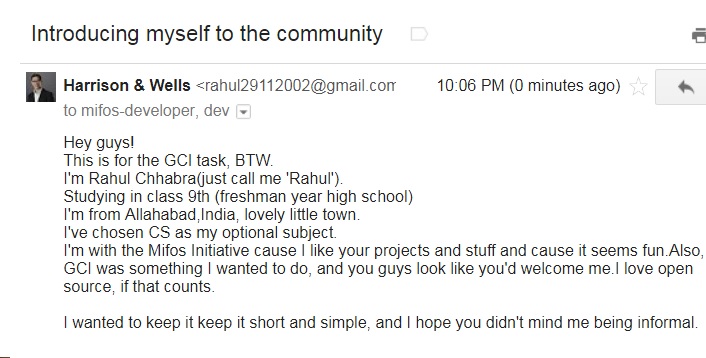 Introducing myself to the community
Harrison & Wells <rahul29112002@gmail.com 10:06 PM (0 minutes ago)
to mifos-developer, dev
Hey guys!
This is for the GCI task, BTW.
I'm Rahul Chhabra(just call me 'Rahul').
Studying in class 9th (freshman year high school)
I'm from Allahabad,India, lovely little town.
I've chosen CS as my optional subject.
I'm with the Mifos Initiative cause I like your projects and stuff and cause it seems fun.Also,
GCI was something I wanted to do, and you guys look like you'd welcome me.I love open
source, if that counts.
I wanted to keep it keep it short and simple, and I hope you didn't mind me being informal.